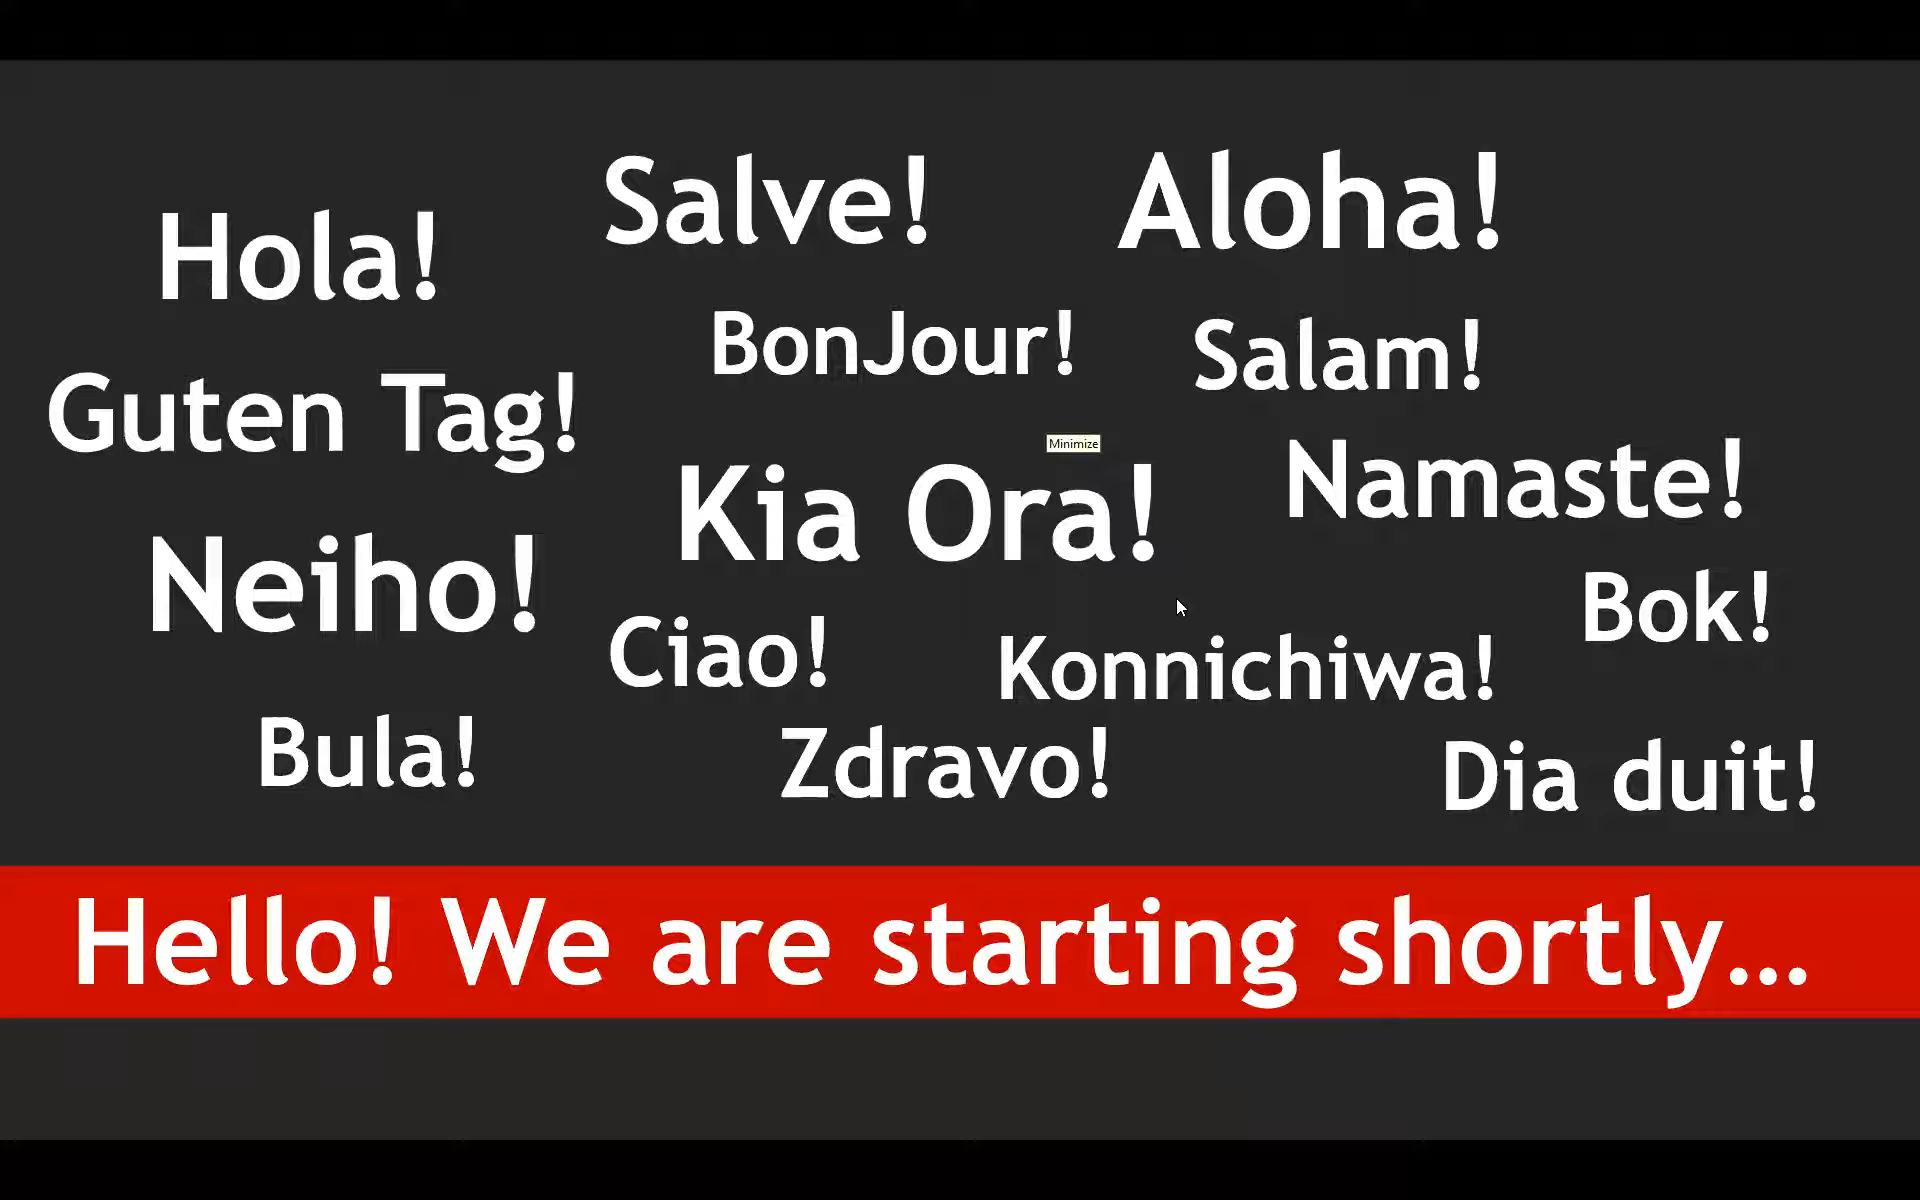 Salve!
Aloha!
Hola!
BonJour!
Salam!
Guten Tag!
Minimize
Namaste!
Kia Ora!
Neiho!
Bok!
Ciao!
Konnichiwa!
Bula!
Zdravo!
Dia duit!
Hello! We are starting shortly...